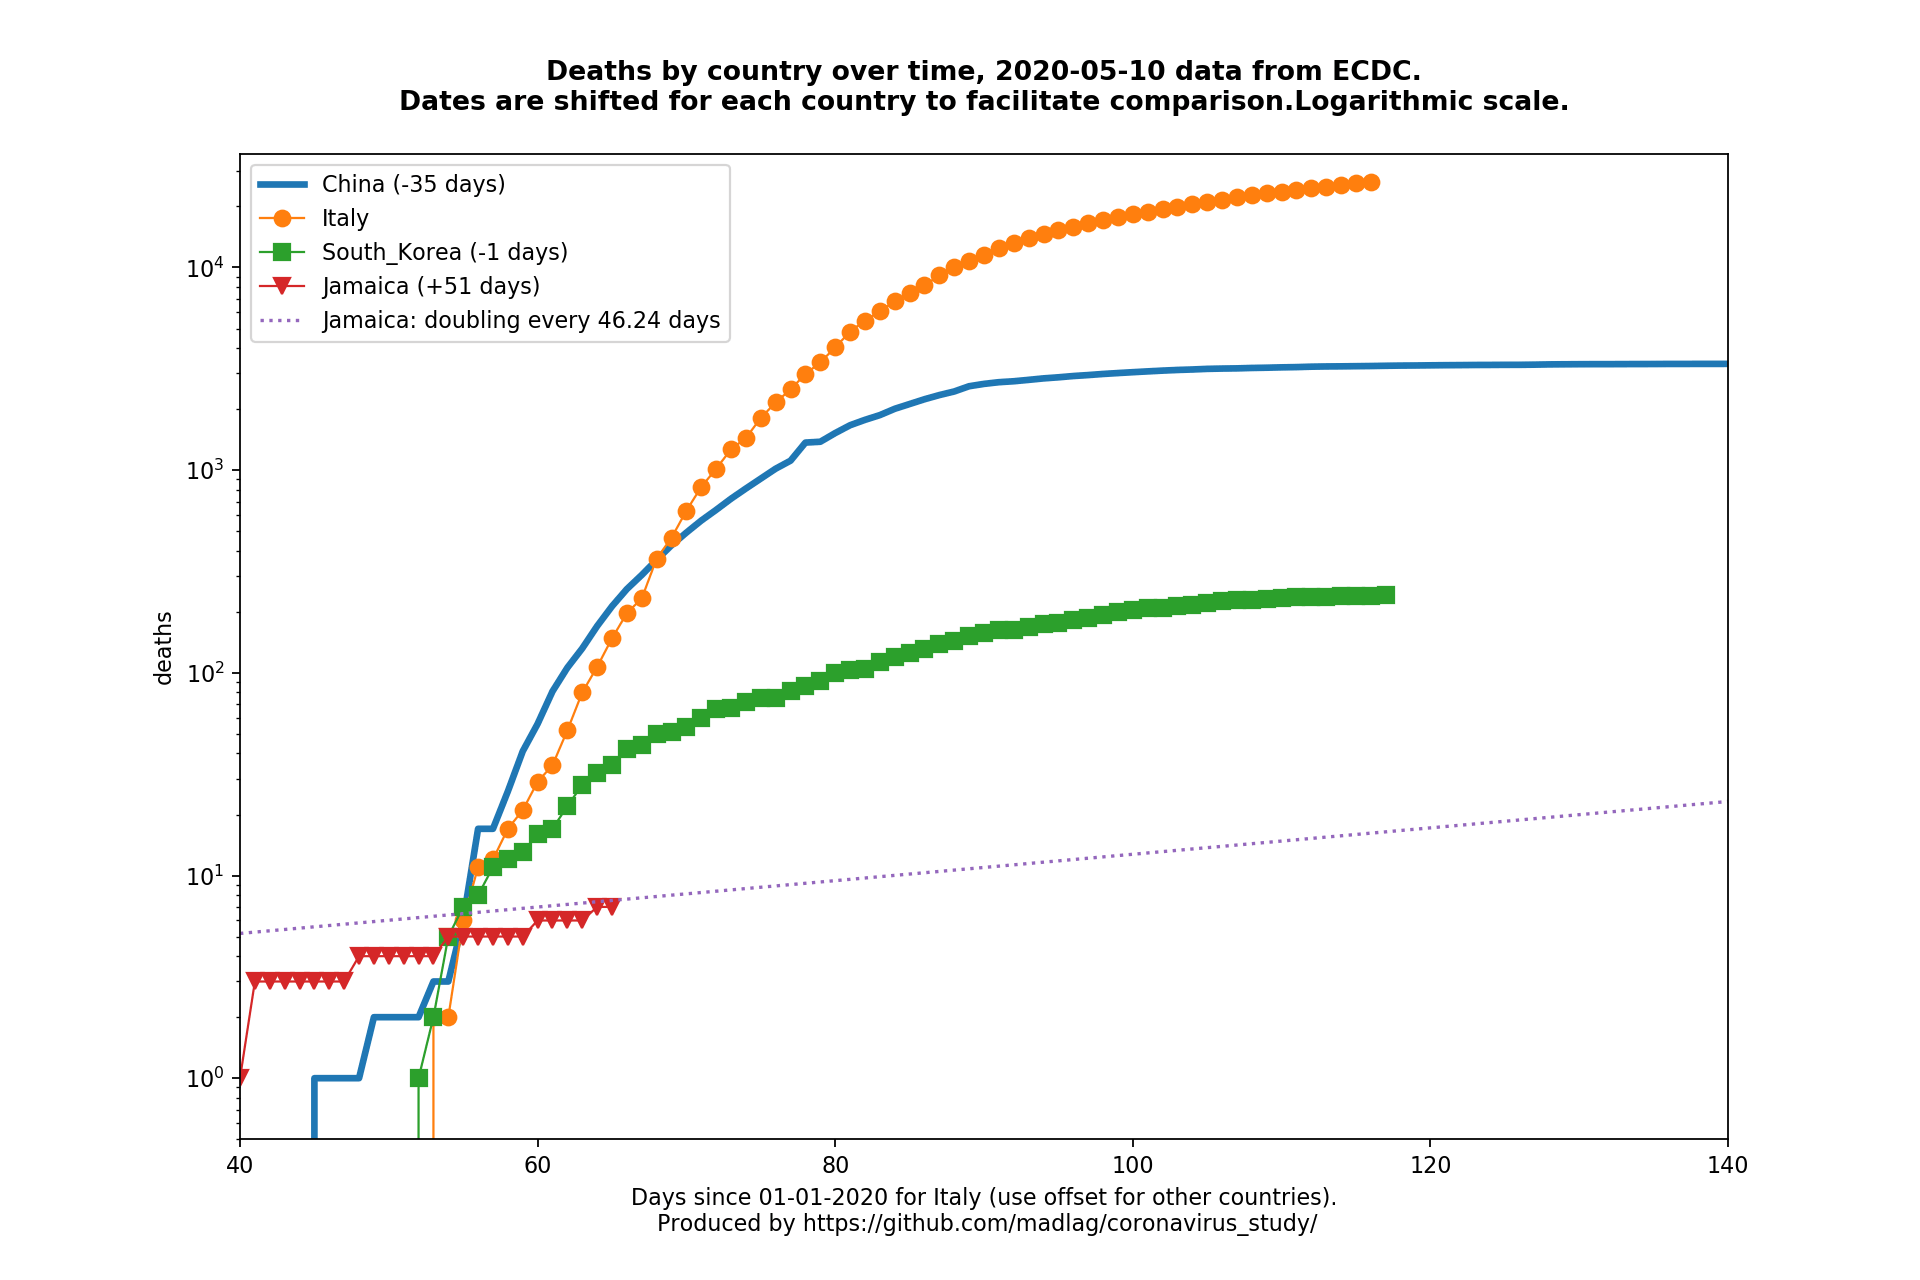 Deaths by country over time, 2020-05-10 data from ECDC.
Dates are shifted for each country to facilitate comparison.Logarithmic scale.
China (-35 days)
Italy
South_Korea (-1 days)
Jamaica (+51 days)
Jamaica: doubling every 46.24 days
deaths
10⁴
10³
10²
10¹
10⁰
40 60 80 100 120 140
Days since 01-01-2020 for Italy (use offset for other countries).
Produced by https://github.com/madlag/coronavirus_study/